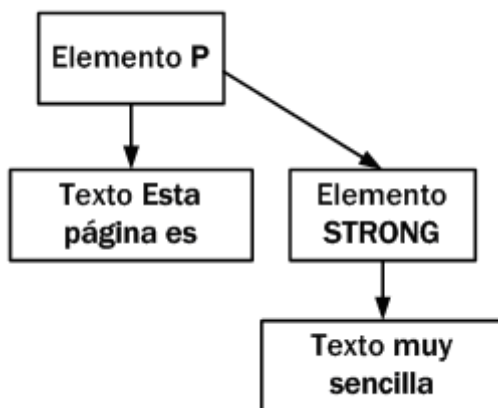 Elemento P
Texto Esta
página es
Elemento
STRONG
Texto muy
sencilla